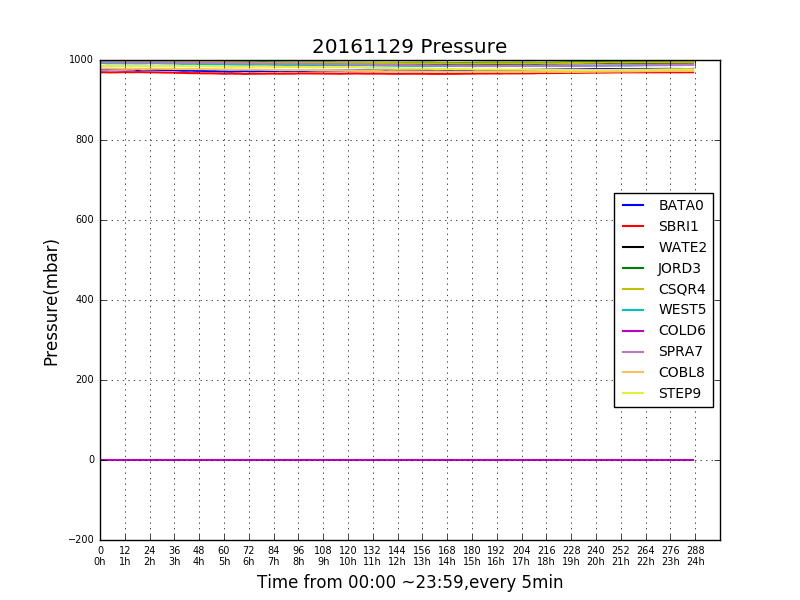 20161129 Pressure
1000
800
600
400
200
0
−200
Pressure(mbar)
BATA0
SBRI1
WATE2
JORD3
CSQR4
WEST5
COLD6
SPRA7
COBL8
STEP9
0 12 24 36 48 60 72 84 96 108 120 132 144 156 168 180 192 204 216 228 240 252 264 276 288
0h 1h 2h 3h 4h 5h 6h 7h 8h 9h 10h 11h 12h 13h 14h 15h 16h 17h 18h 19h 20h 21h 22h 23h 24h
Time from 00:00 ~23:59,every 5min